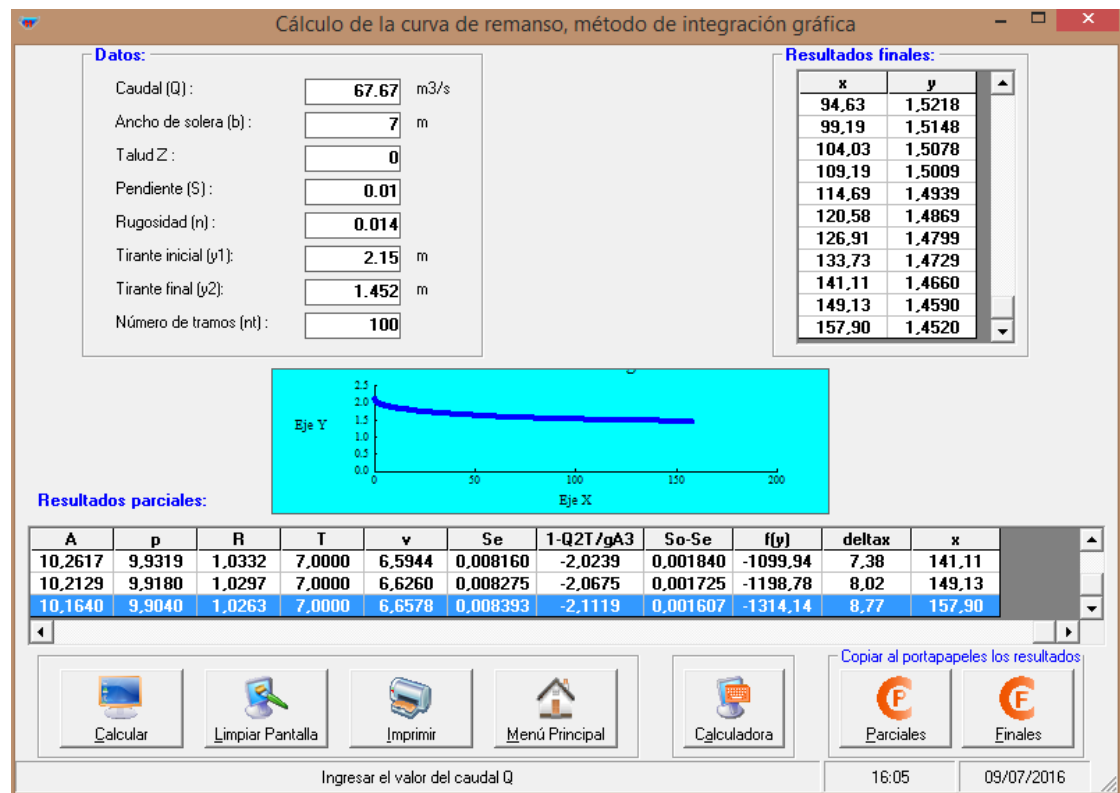 Cálculo de la curva de remanso, método de integración gráfica
Datos:
Caudal (Q) : 67.67 m3/s
Ancho de solera (b) : 7 m
Talud Z : 0
Pendiente (S) : 0.01
Rugosidad (n) : 0.014
Tirante inicial (y1): 2.15 m
Tirante final (y2): 1.452 m
Número de tramos (nt) : 100
Resultados finales:
x y
94,63 1,5218
99,19 1,5148
104,03 1,5078
109,19 1,5009
114,69 1,4939
120,58 1,4869
126,91 1,4799
133,73 1,4729
141,11 1,4660
149,13 1,4590
157,90 1,4520
2.5
2.0
Eje Y 1.5
1.0
0.5
0.0
0 50 100 150 200
Eje X
Resultados parciales:
A p R T v Se 1-Q2T/gA3 So-Se f(y) deltax x
10,2617 9,9319 1,0332 7,0000 6,5944 0,008160 -2,0239 0,001840 -1099,94 7,38 141,11
10,2129 9,9180 1,0297 7,0000 6,6260 0,008275 -2,0675 0,001725 -1198,78 8,02 149,13
10,1640 9,9040 1,0263 7,0000 6,6578 0,008393 -2,1119 0,001607 -1314,14 8,77 157,90
Copiar al portapapeles los resultados
P F
Calcular Limpiar Pantalla Imprimir Menú Principal Calculadora Parciales Finales
Ingresar el valor del caudal Q 16:05 09/07/2016